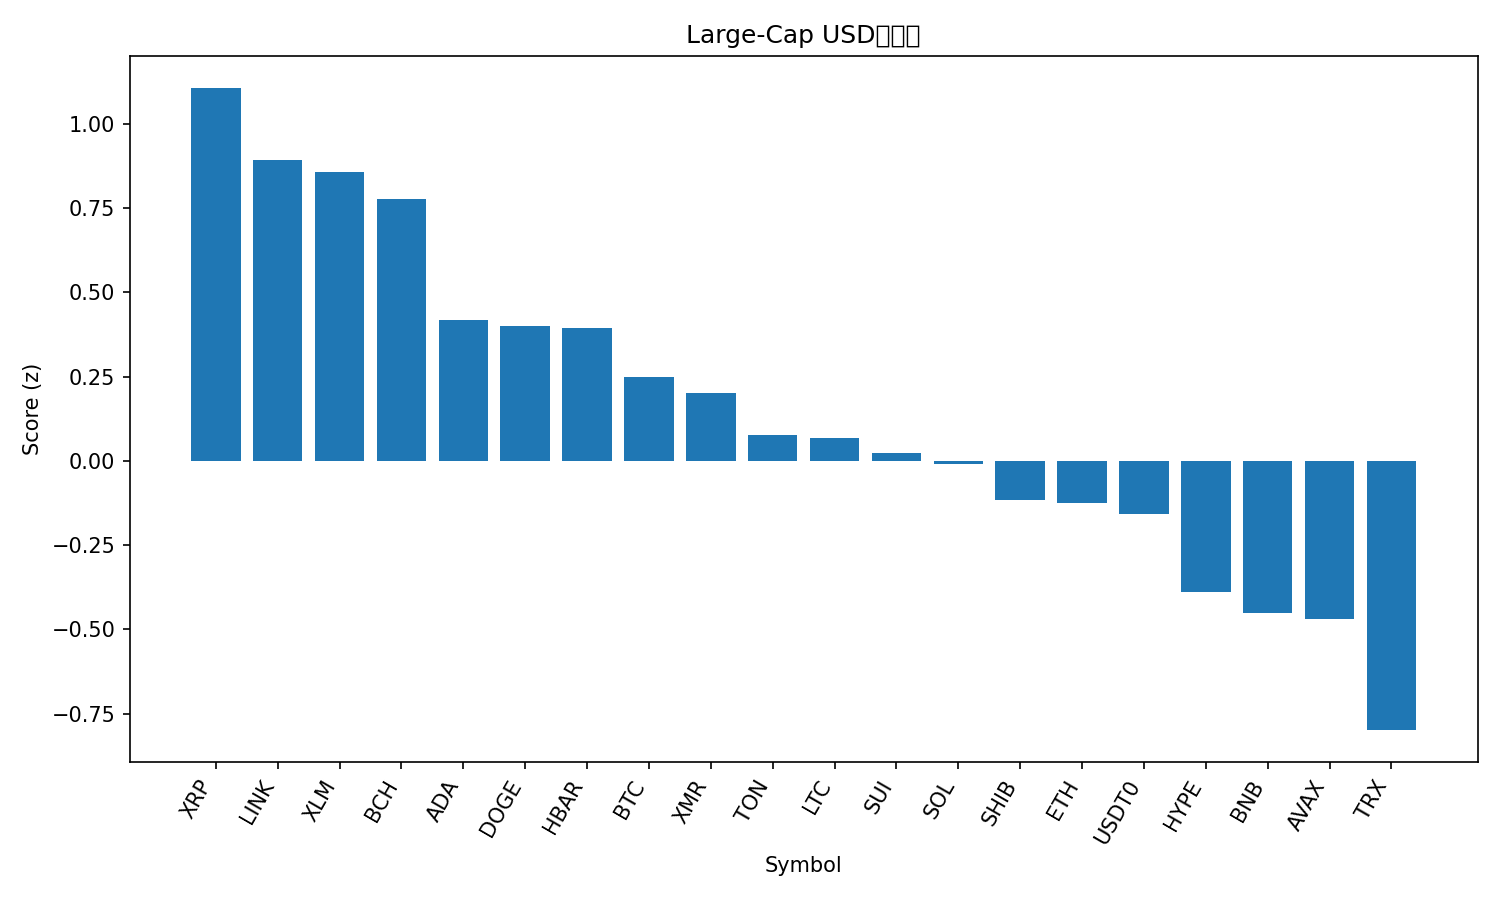 Large-Cap USD
Score (z)
1.00
0.75
0.50
0.25
0.00
−0.25
−0.50
−0.75
XRP
LINK
XLM
BCH
ADA
DOGE
HBAR
BTC
XMR
TON
LTC
SUI
SOL
SHIB
ETH
USDT0
HYPE
BNB
AVAX
TRX
Symbol